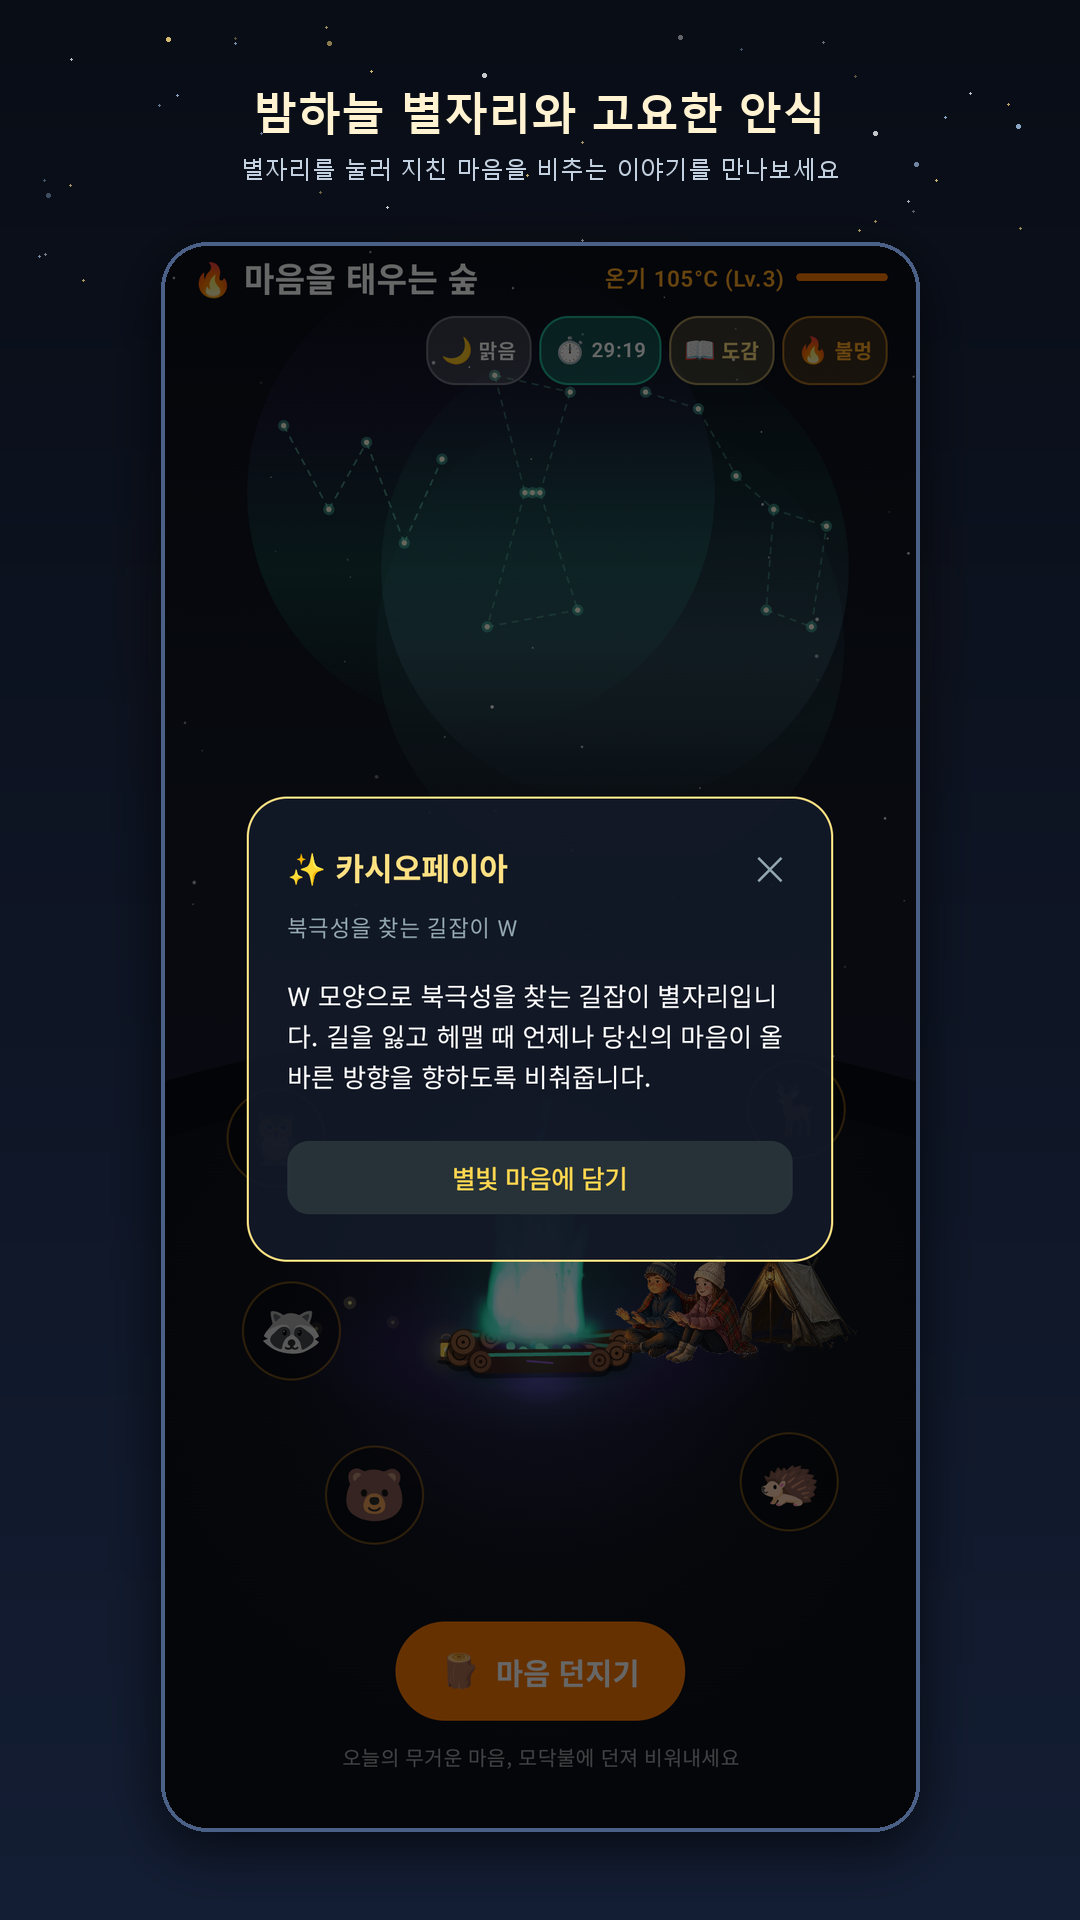 밤하늘 별자리와 고요한 안식
별자리를 눌러 지친 마음을 비추는 이야기를 만나보세요
마음을 태우는 숲
온기 105°C (Lv.3)
맑음
29:19
도감
불멍
카시오페이아
북극성을 찾는 길잡이 W
W 모양으로 북극성을 찾는 길잡이 별자리입니
다. 길을 잃고 헤맬 때 언제나 당신의 마음이 올
바른 방향을 향하도록 비춰줍니다.
별빛 마음에 담기
마음 던지기
오늘의 무거운 마음, 모닥불에 던져 비워내세요